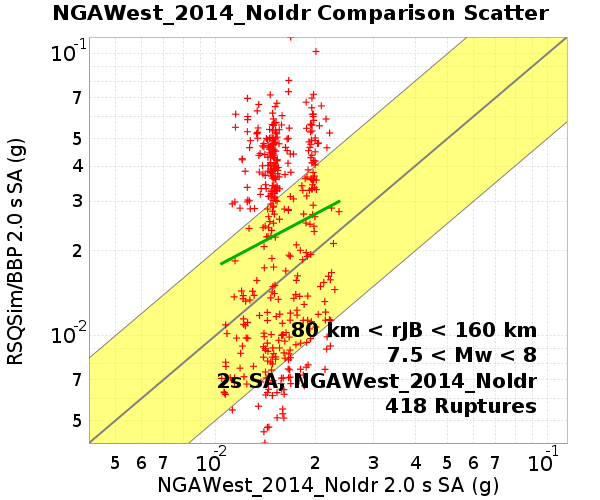 NGAWest_2014_NoIdr Comparison Scatter
RSQSim/BBP 2.0 s SA (g)
10^-1
7
5
4
3
2
10^-2
7
5
80 km < rJB < 160 km
7.5 < Mw < 8
2s SA, NGAWest_2014_NoIdr
418 Ruptures
5 6 7 10^-2 2 3 4 5 6 7 10^-1
NGAWest_2014_NoIdr 2.0 s SA (g)